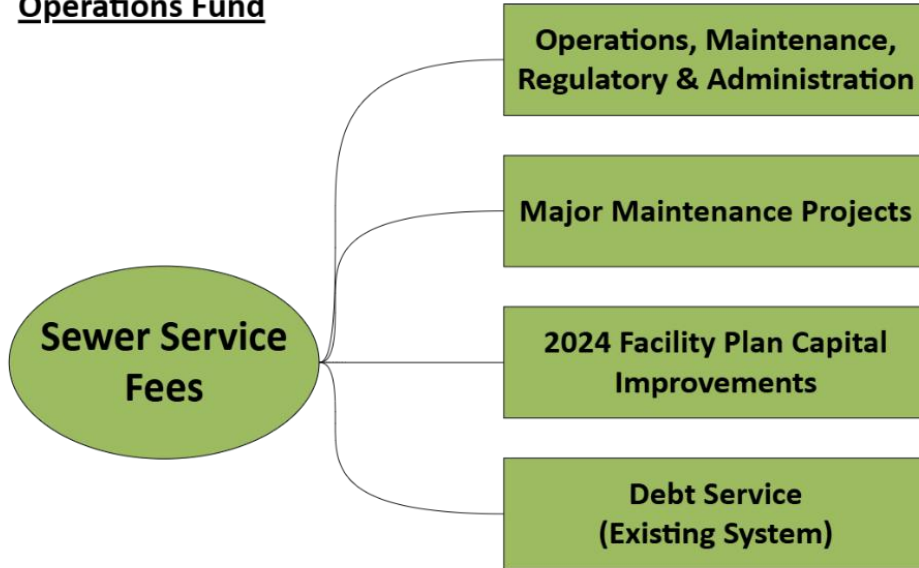 Operations Fund
Operations, Maintenance,
Regulatory & Administration
Major Maintenance Projects
Sewer Service
Fees
2024 Facility Plan Capital
Improvements
Debt Service
(Existing System)